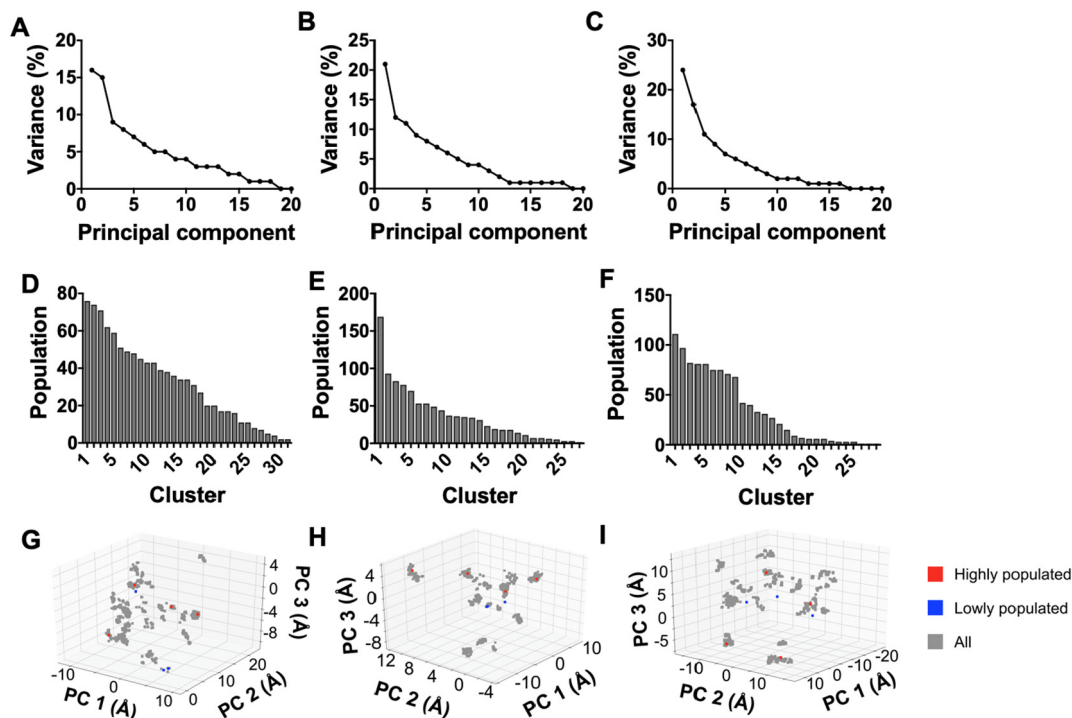 A
Variance (%)
20
15
10
5
0
0 5 10 15 20
Principal component
B
Variance (%)
25
20
15
10
5
0
0 5 10 15 20
Principal component
C
Variance (%)
30
20
10
0
0 5 10 15 20
Principal component
D
Population
80
60
40
20
0
1 5 10 15 20 25 30
Cluster
E
Population
200
150
100
50
0
1 5 10 15 20 25
Cluster
F
Population
150
100
50
0
1 5 10 15 20 25
Cluster
G
PC 3 (Å)
4
0
-4
-8
-10 0 10
PC 1 (Å)
0 10 20
PC 2 (Å)
H
PC 3 (Å)
4
0
-4
-8
12 8 4 0 -4
PC 2 (Å)
-10 0 10
PC 1 (Å)
I
PC 3 (Å)
10
5
0
-5
-10 0 10
PC 2 (Å)
10 0 -10 -20
PC 1 (Å)
Highly populated
Lowly populated
All